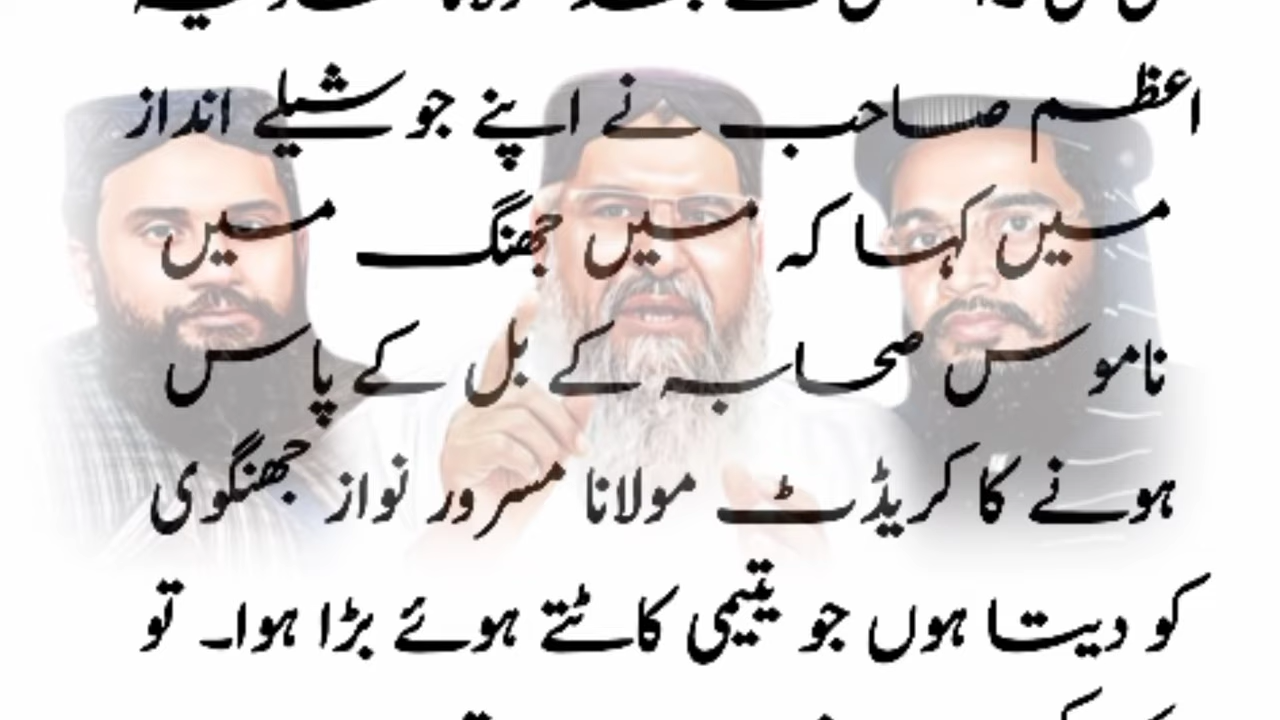 اعظم صاحب نے اپنے جوشیلے انداز
میں کہا کہ میں جھنگ میں
ناموس صحابہ کے بل کے پاس
ہونے کا کریڈٹ مولانا مسرور نواز جھنگوی
کو دیتا ہوں جو یتیمی کاٹتے ہوئے بڑا ہوا۔ تو